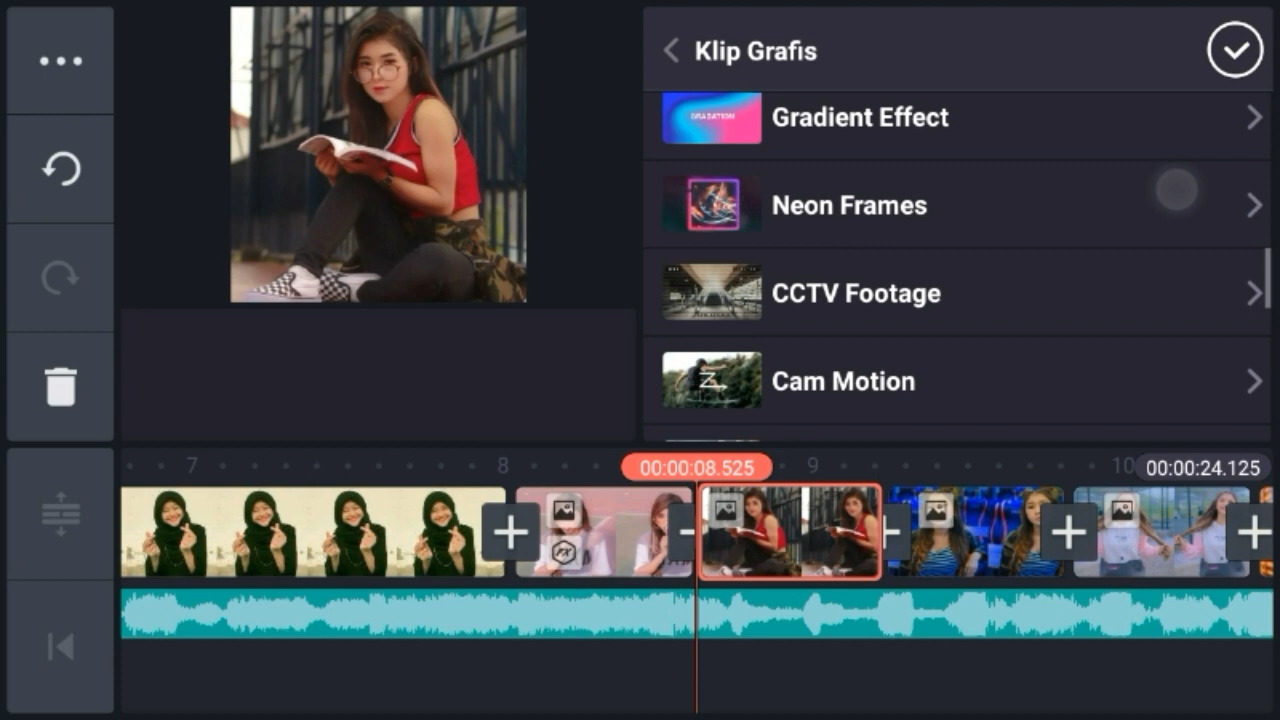 Klip Grafis
GRADATION
Gradient Effect
Neon Frames
CCTV Footage
Cam Motion
7
8
00:00:08.525
9
10
00:00:24.125
FX